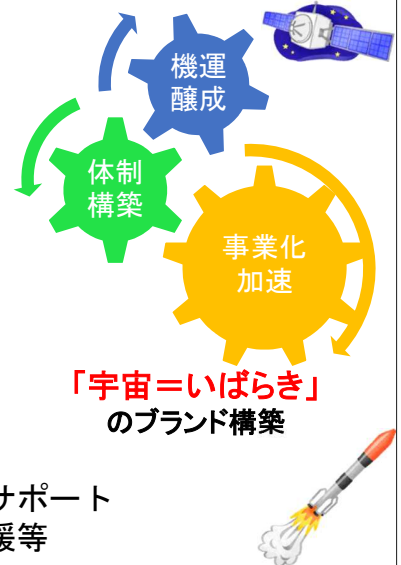 機運
醸成
体制
構築
事業化
加速
「宇宙＝いばらき」
のブランド構築
サポート
援等